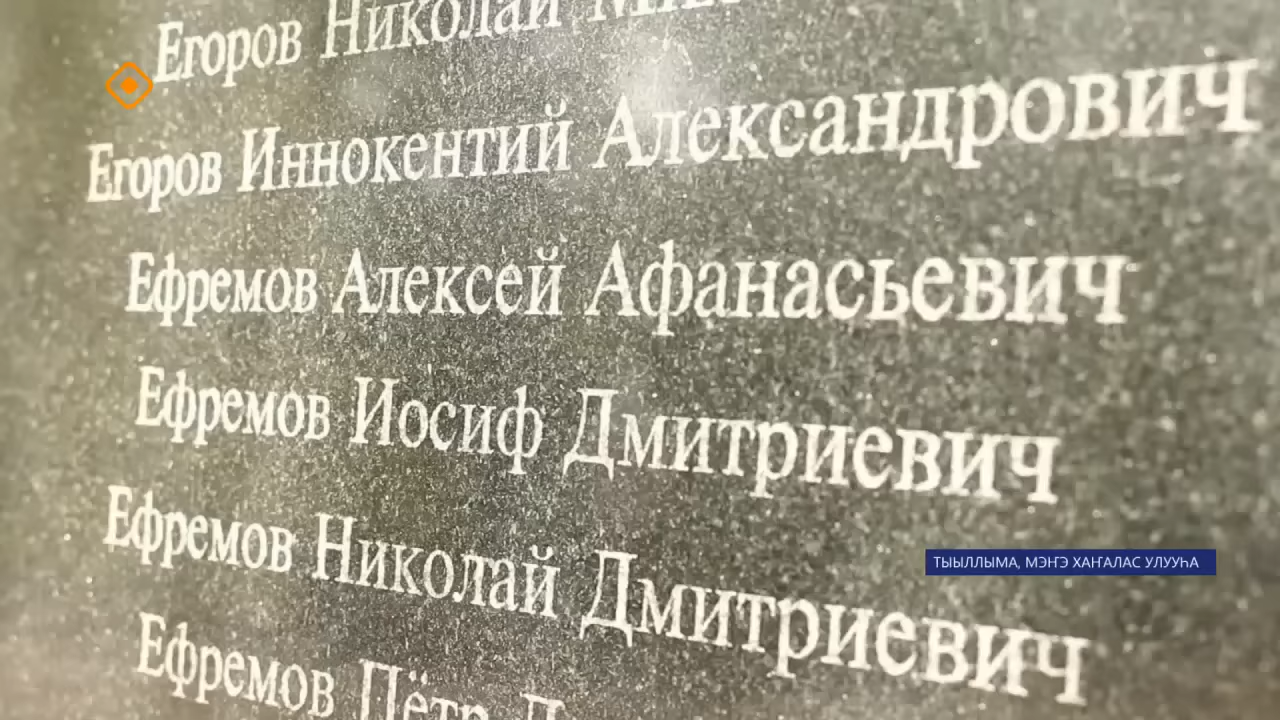 Егоров Николай
Егоров Иннокентий Александрович
Ефремов Алексей Афанасьевич
Ефремов Иосиф Дмитриевич
Ефремов Николай Дмитриевич
ТЫЫЛЛЫМА, МЭҤЭ ХАҤАЛАС УЛУУҺА
Ефремов Пётр